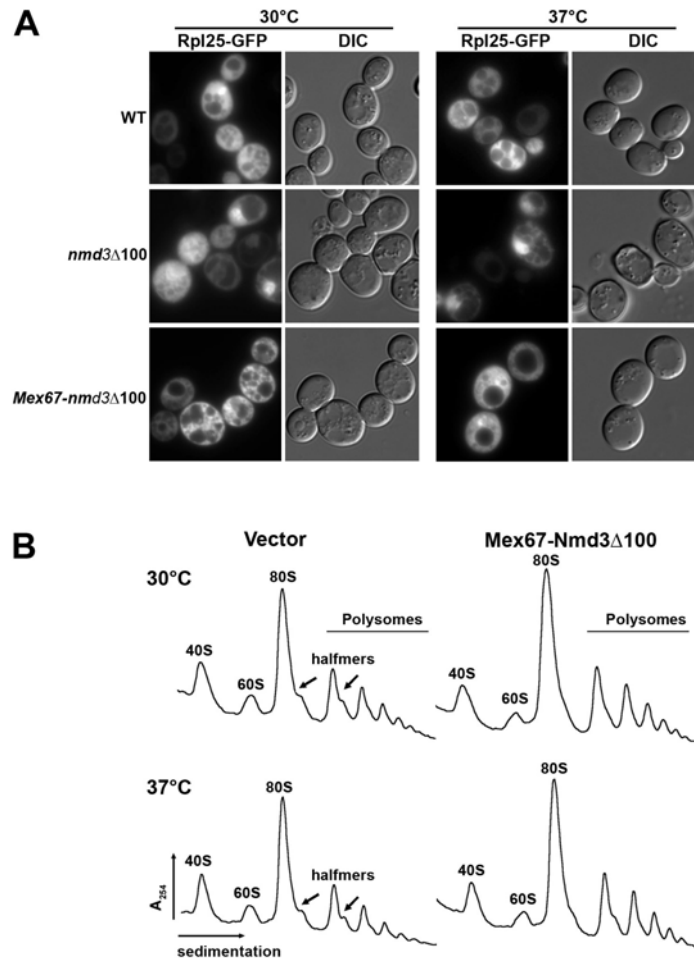 A
30°C
37°C
Rpl25-GFP DIC Rpl25-GFP DIC
WT
nmd3Δ100
Mex67-nmd3Δ100
B
Vector
Mex67-Nmd3Δ100
30°C
40S
60S
80S
halfmers
Polysomes
40S
60S
80S
Polysomes
37°C
40S
60S
80S
halfmers
A254
sedimentation
40S
60S
80S